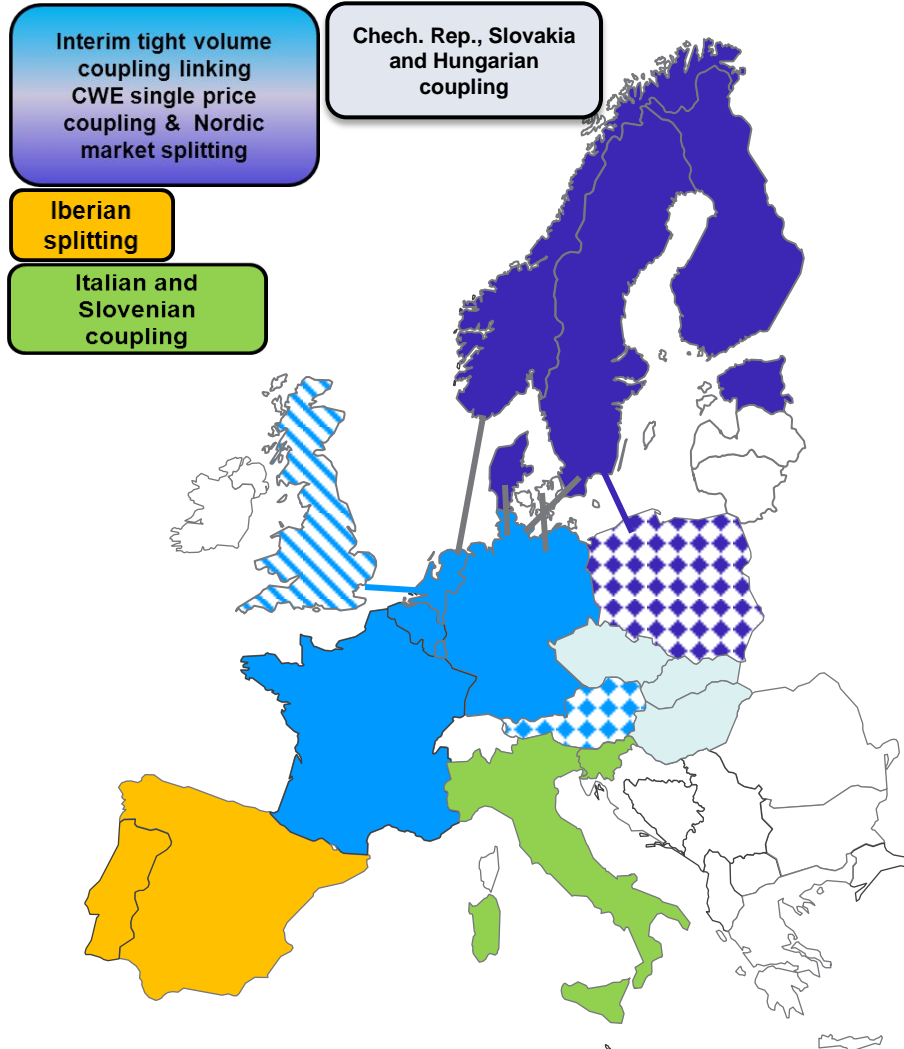 Interim tight volume
coupling linking
CWE single price
coupling & Nordic
market splitting
Chech. Rep., Slovakia
and Hungarian
coupling
Iberian
splitting
Italian and
Slovenian
coupling